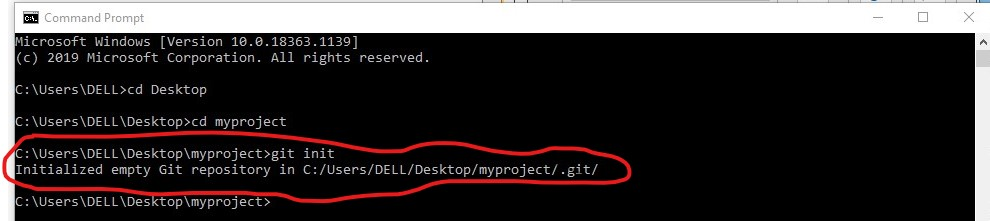 Command Prompt
Microsoft Windows [Version 10.0.18363.1139]
(c) 2019 Microsoft Corporation. All rights reserved.
C:\Users\DELL>cd Desktop
C:\Users\DELL\Desktop>cd myproject
C:\Users\DELL\Desktop\myproject>git init
Initialized empty Git repository in C:/Users/DELL/Desktop/myproject/.git/
C:\Users\DELL\Desktop\myproject>